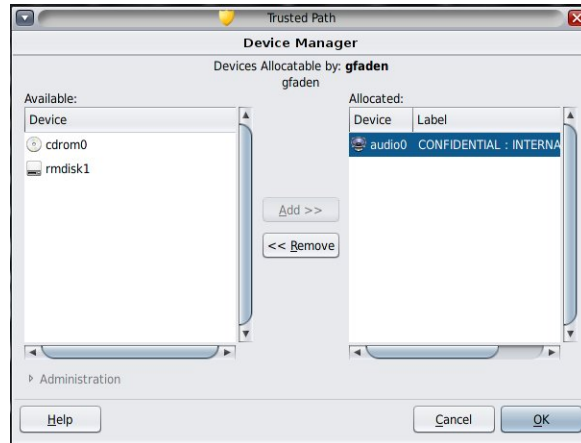 Trusted Path
Device Manager
Devices Allocatable by: gfaden
gfaden
Available:
Device
cdrom0
rmdisk1
Add >>
<< Remove
Allocated:
Device Label
audio0 CONFIDENTIAL : INTERNA
Administration
Help
Cancel
OK